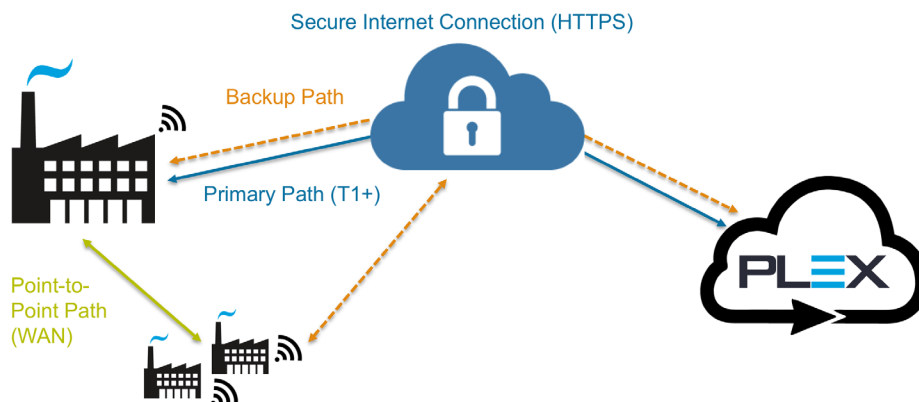 Secure Internet Connection (HTTPS)
Backup Path
Primary Path (T1+)
PLEX
Point-to-
Point Path
(WAN)